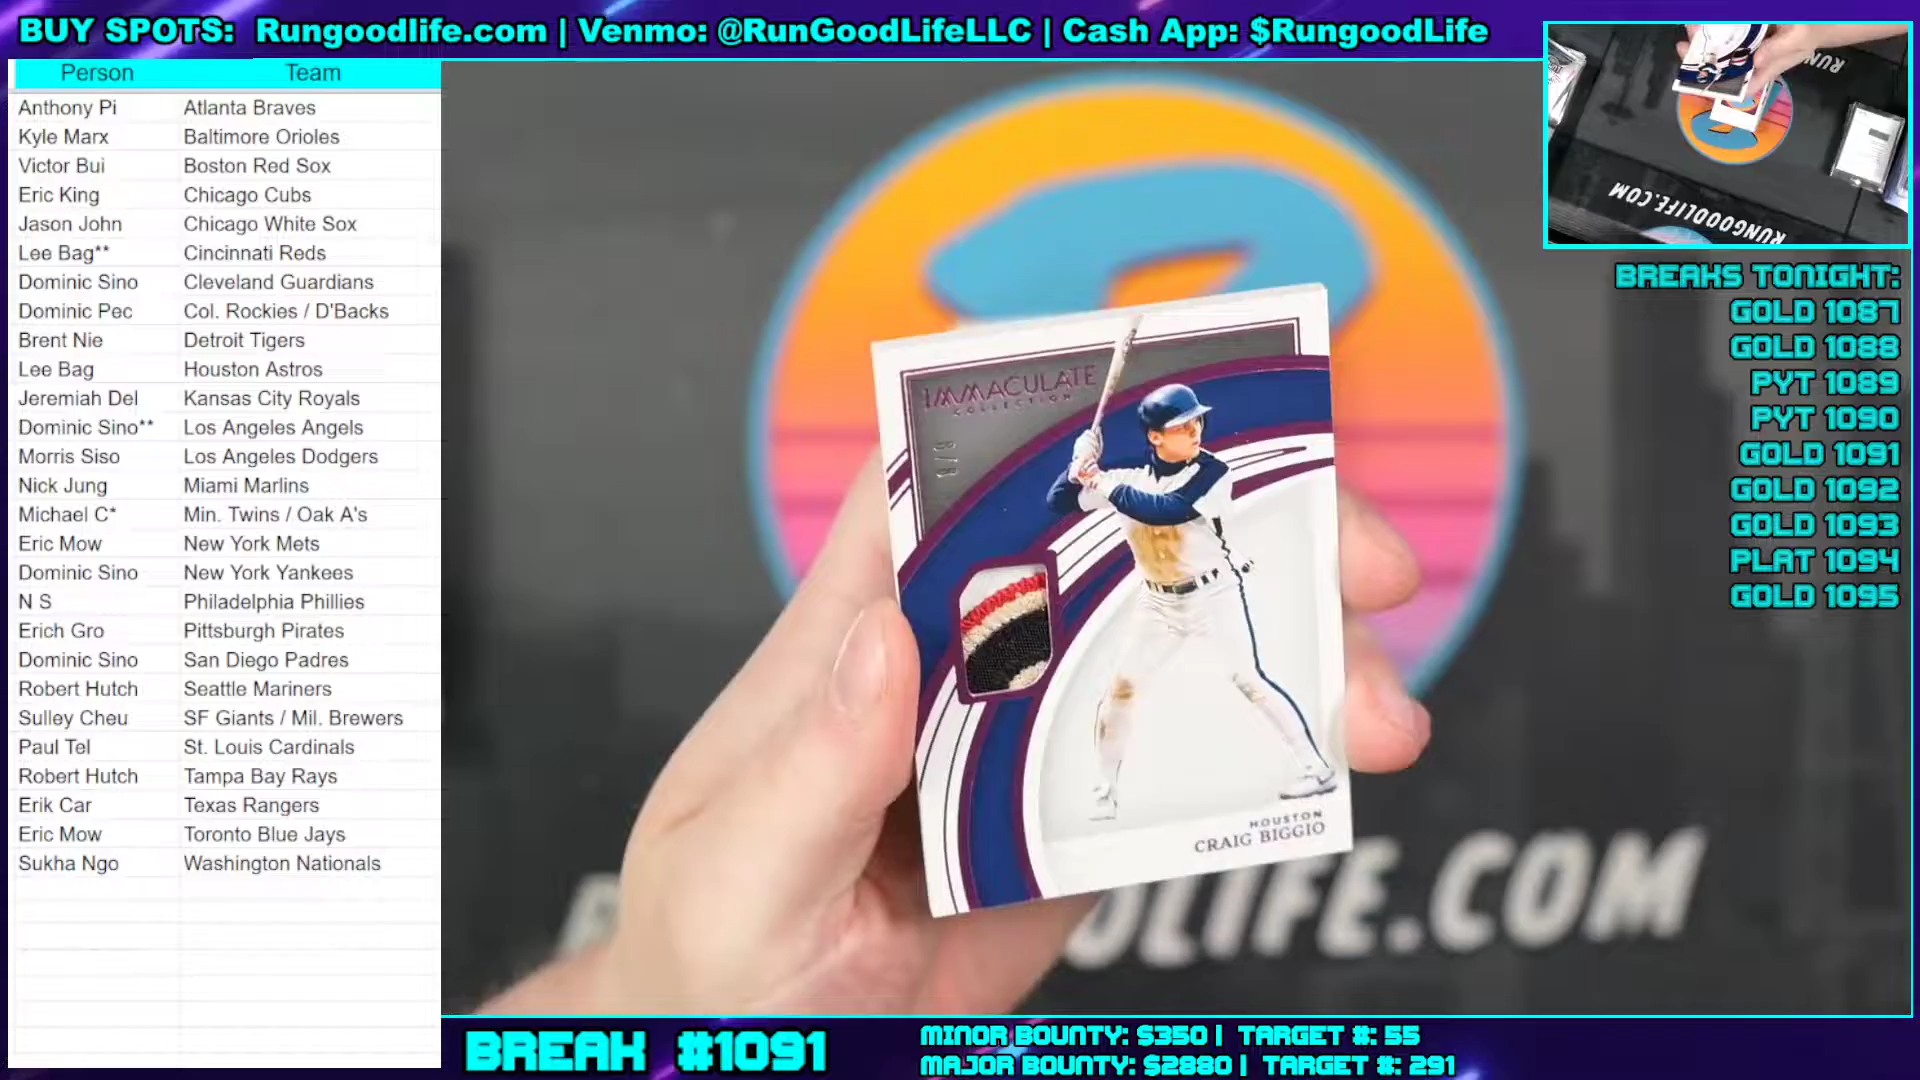 BUY SPOTS: Rungoodlife.com | Venmo: @RunGoodLifeLLC | Cash App: $RungoodLife
Person Team
Anthony Pi Atlanta Braves
Kyle Marx Baltimore Orioles
Victor Bui Boston Red Sox
Eric King Chicago Cubs
Jason John Chicago White Sox
Lee Bag** Cincinnati Reds
Dominic Sino Cleveland Guardians
Dominic Pec Col. Rockies / D'Backs
Brent Nie Detroit Tigers
Lee Bag Houston Astros
Jeremiah Del Kansas City Royals
Dominic Sino** Los Angeles Angels
Morris Siso Los Angeles Dodgers
Nick Jung Miami Marlins
Michael C* Min. Twins / Oak A's
Eric Mow New York Mets
Dominic Sino New York Yankees
N S Philadelphia Phillies
Erich Gro Pittsburgh Pirates
Dominic Sino San Diego Padres
Robert Hutch Seattle Mariners
Sulley Cheu SF Giants / Mil. Brewers
Paul Tel St. Louis Cardinals
Robert Hutch Tampa Bay Rays
Erik Car Texas Rangers
Eric Mow Toronto Blue Jays
Sukha Ngo Washington Nationals
IMMACULATE
COLLECTION
HOUSTON
CRAIG BIGGIO
LIFE.COM
RUN
RUNGOODLIFE.COM
BREAKS TONIGHT:
GOLD 1087
GOLD 1088
PYT 1089
PYT 1090
GOLD 1091
GOLD 1092
GOLD 1093
PLAT 1094
GOLD 1095
BREAK #1091
MINOR BOUNTY: $350 | TARGET #: 55
MAJOR BOUNTY: $2880 | TARGET #: 291